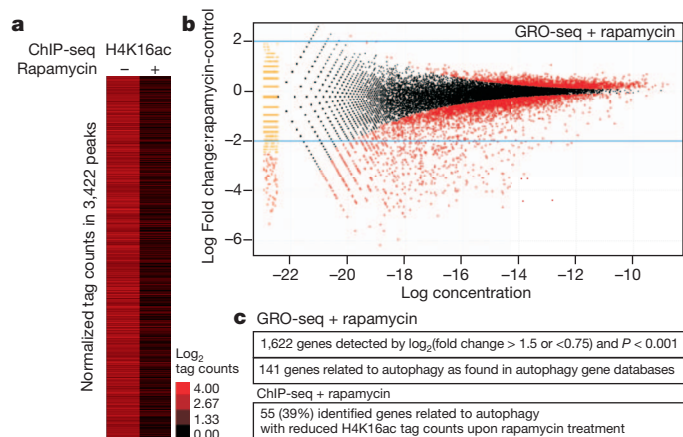 a
ChIP-seq H4K16ac
Rapamycin − +
Normalized tag counts in 3,422 peaks
Log2
tag counts
4.00
2.67
1.33
0.00
b
GRO-seq + rapamycin
Log Fold change:rapamycin-control
2
0
−2
−4
−6
−22 −20 −18 −16 −14 −12 −10
Log concentration
c GRO-seq + rapamycin
1,622 genes detected by log2(fold change > 1.5 or <0.75) and P < 0.001
141 genes related to autophagy as found in autophagy gene databases
ChIP-seq + rapamycin
55 (39%) identified genes related to autophagy
with reduced H4K16ac tag counts upon rapamycin treatment